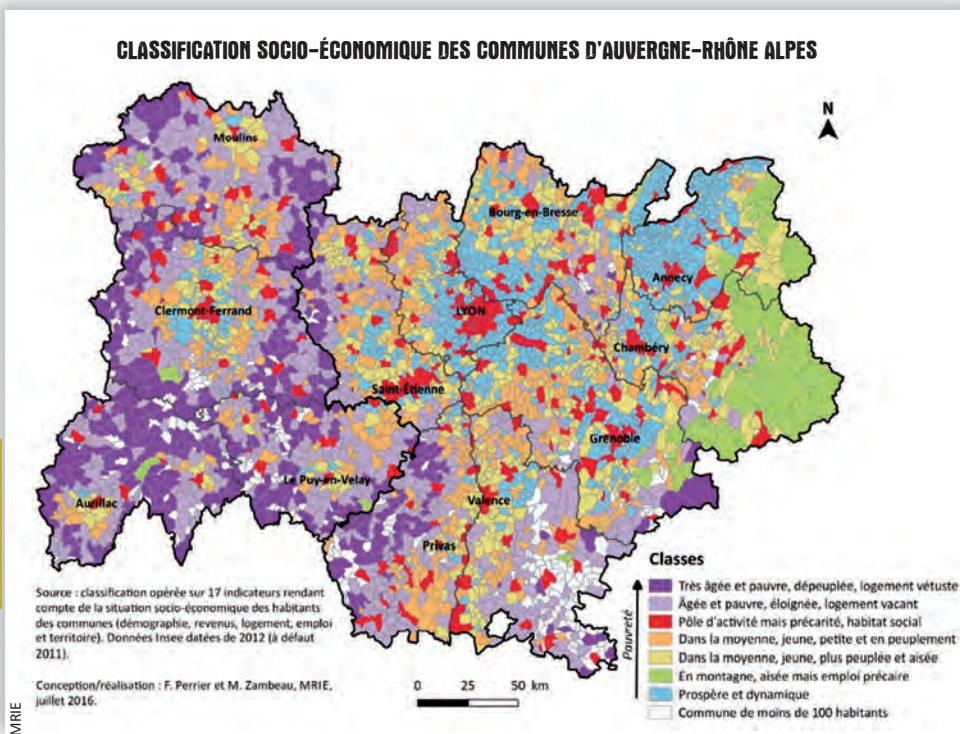 CLASSIFICATION SOCIO-ÉCONOMIQUE DES COMMUNES D'AUVERGNE-RHÔNE ALPES
N
Moulins
Bourg-en-Bresse
Annecy
Clermont-Ferrand
LYON
Chambéry
Saint-Étienne
Grenoble
Le Puy-en-Velay
Aurillac
Valence
Privas
Classes
Très âgée et pauvre, dépeuplée, logement vétuste
Âgée et pauvre, éloignée, logement vacant
Pôle d'activité mais précarité, habitat social
Dans la moyenne, jeune, petite et en peuplement
Dans la moyenne, jeune, plus peuplée et aisée
En montagne, aisée mais emploi précaire
Prospère et dynamique
Commune de moins de 100 habitants
Pauvreté
Source : classification opérée sur 17 indicateurs rendant
compte de la situation socio-économique des habitants
des communes (démographie, revenus, logement, emploi
et territoire). Données Insee datées de 2012 (à défaut
2011).
Conception/réalisation : F. Perrier et M. Zambeau, MRIE,
juillet 2016.
0 25 50 km
MRIE